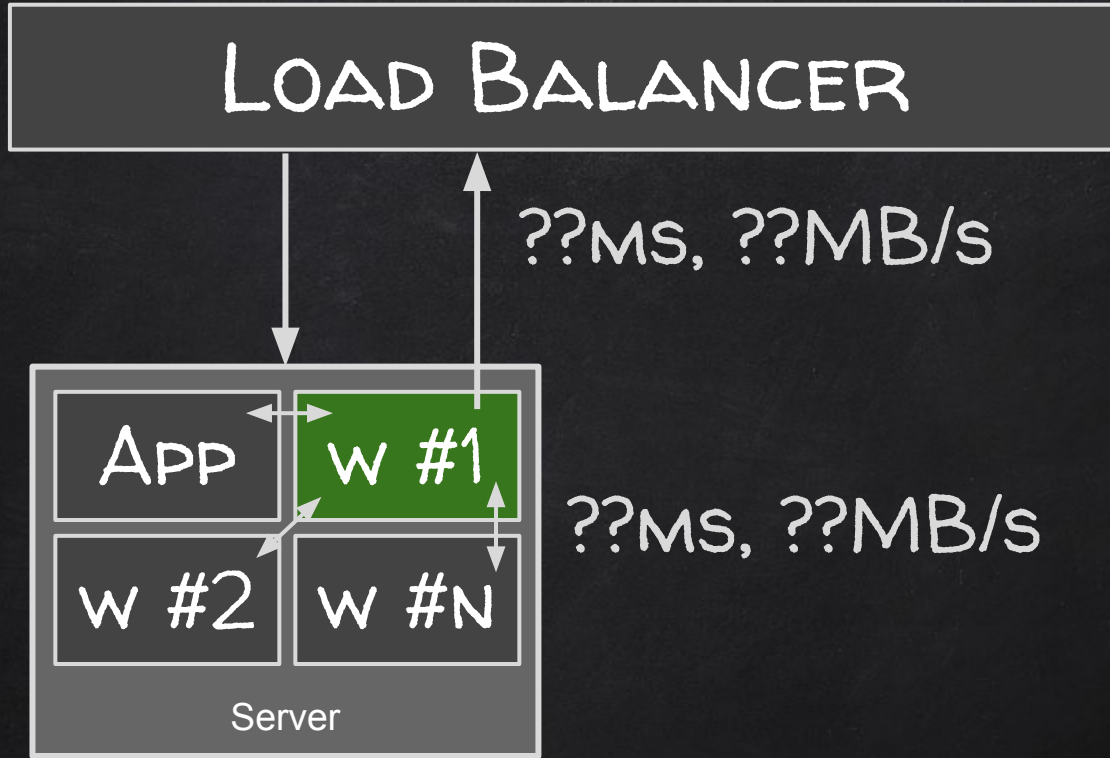 LOAD BALANCER
??MS, ??MB/S
APP
W #1
??MS, ??MB/S
W #2
W #N
Server